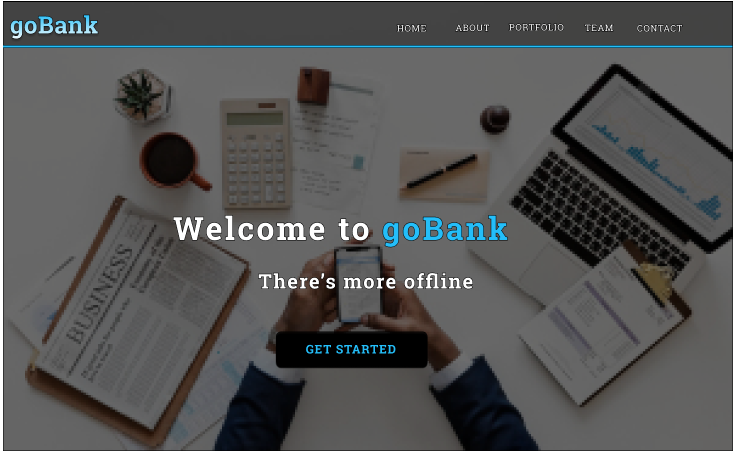 goBank
HOME ABOUT PORTFOLIO TEAM CONTACT
BUSINESS
Welcome to goBank
There's more offline
GET STARTED